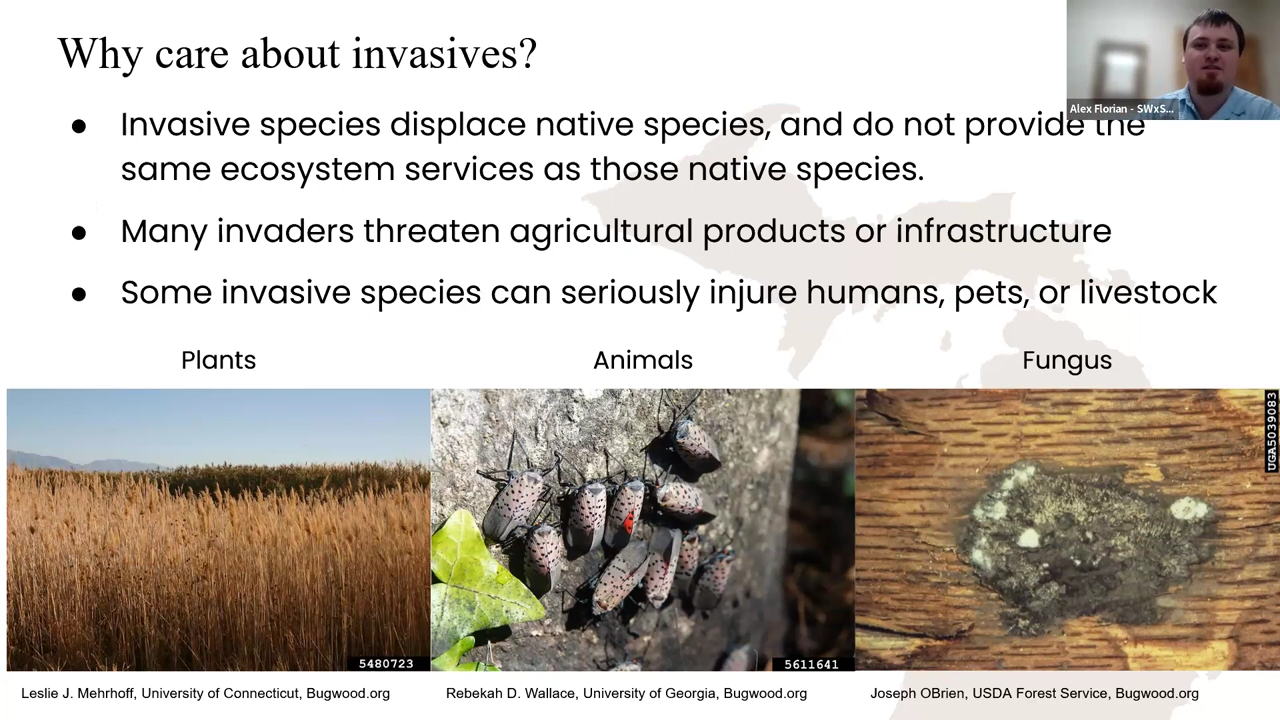 Why care about invasives?
Alex Florian - SWxS...
● Invasive species displace native species, and do not provide the
same ecosystem services as those native species.
● Many invaders threaten agricultural products or infrastructure
● Some invasive species can seriously injure humans, pets, or livestock
Plants
Animals
Fungus
UGA5039083
5480723
5611641
Leslie J. Mehrhoff, University of Connecticut, Bugwood.org
Rebekah D. Wallace, University of Georgia, Bugwood.org
Joseph OBrien, USDA Forest Service, Bugwood.org